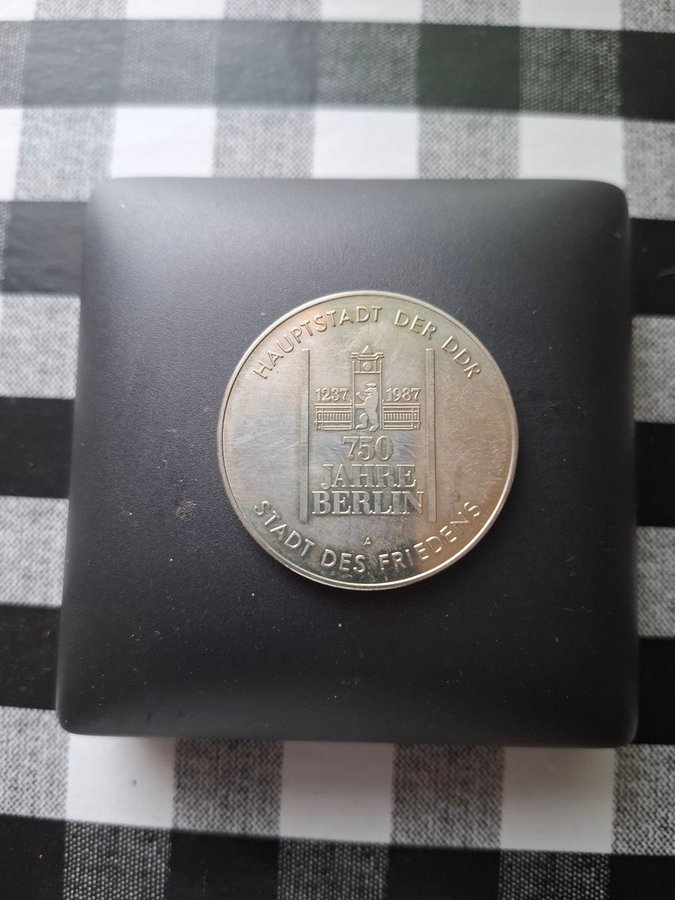 HAUPTSTADT DER DDR
1237 1987
750
JAHRE
BERLIN
A
STADT DES FRIEDENS